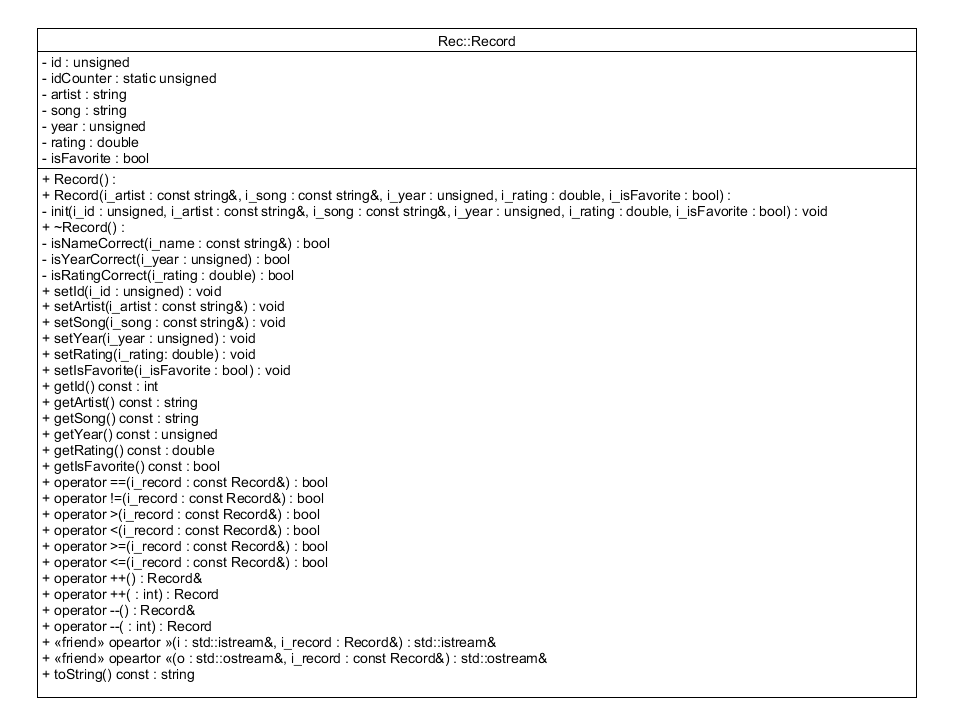 Rec::Record
- id : unsigned
- idCounter : static unsigned
- artist : string
- song : string
- year : unsigned
- rating : double
- isFavorite : bool
+ Record() :
+ Record(i_artist : const string&, i_song : const string&, i_year : unsigned, i_rating : double, i_isFavorite : bool) :
- init(i_id : unsigned, i_artist : const string&, i_song : const string&, i_year : unsigned, i_rating : double, i_isFavorite : bool) : void
+ ~Record() :
- isNameCorrect(i_name : const string&) : bool
- isYearCorrect(i_year : unsigned) : bool
- isRatingCorrect(i_rating : double) : bool
+ setId(i_id : unsigned) : void
+ setArtist(i_artist : const string&) : void
+ setSong(i_song : const string&) : void
+ setYear(i_year : unsigned) : void
+ setRating(i_rating: double) : void
+ setIsFavorite(i_isFavorite : bool) : void
+ getId() const : int
+ getArtist() const : string
+ getSong() const : string
+ getYear() const : unsigned
+ getRating() const : double
+ getIsFavorite() const : bool
+ operator ==(i_record : const Record&) : bool
+ operator !=(i_record : const Record&) : bool
+ operator >(i_record : const Record&) : bool
+ operator <(i_record : const Record&) : bool
+ operator >=(i_record : const Record&) : bool
+ operator <=(i_record : const Record&) : bool
+ operator ++() : Record&
+ operator ++( : int) : Record
+ operator --() : Record&
+ operator --( : int) : Record
+ «friend» opeartor »(i : std::istream&, i_record : Record&) : std::istream&
+ «friend» opeartor «(o : std::ostream&, i_record : const Record&) : std::ostream&
+ toString() const : string